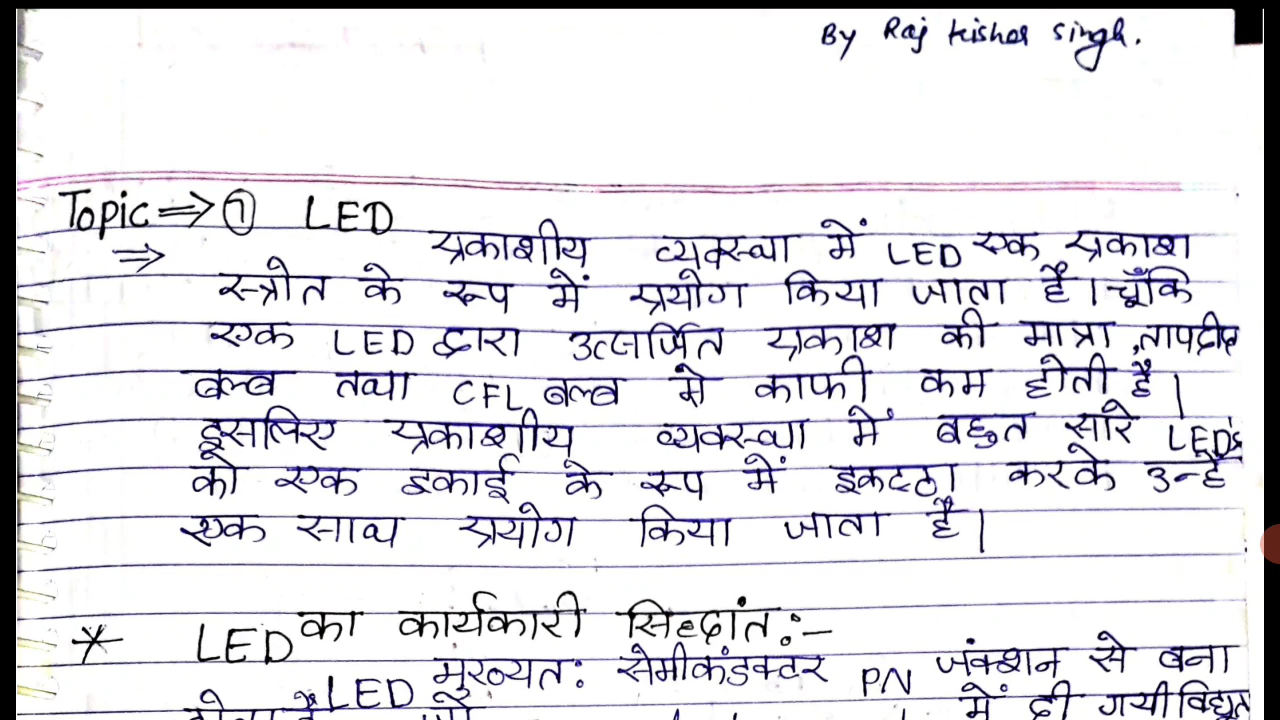 By Raj Kishor Singh.
Topic ⇒ ① LED
⇒ प्रकाशीय व्यवस्था में LED एक प्रकाश
स्त्रोत के रूप में प्रयोग किया जाता है। चूँकि
एक LED द्वारा उत्सर्जित प्रकाश की मात्रा, तापदीप्त
बल्ब तथा CFL बल्ब से काफी कम होती है।
इसलिए प्रकाशीय व्यवस्था में बहुत सारे LED's
को एक इकाई के रूप में इकट्ठा करके उन्हें
एक साथ प्रयोग किया जाता है।
* LED का कार्यकारी सिद्धांत:-
LED मुख्यत: सेमीकंडक्टर PN जंक्शन से बना
में दी गयी विद्युत